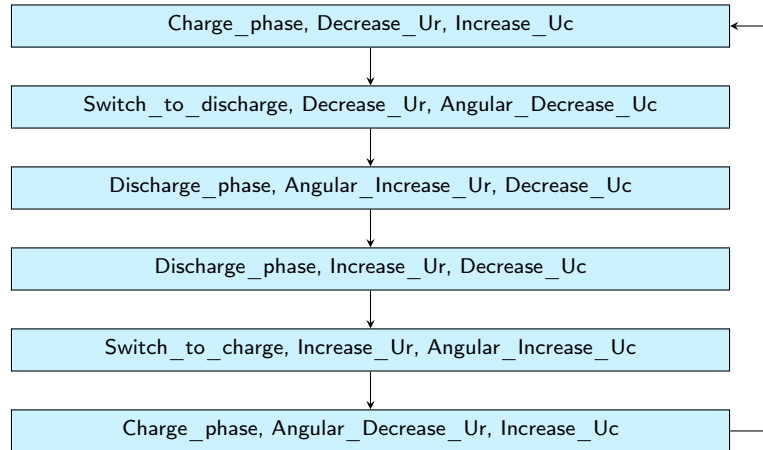 Charge_phase, Decrease_Ur, Increase_Uc
Switch_to_discharge, Decrease_Ur, Angular_Decrease_Uc
Discharge_phase, Angular_Increase_Ur, Decrease_Uc
Discharge_phase, Increase_Ur, Decrease_Uc
Switch_to_charge, Increase_Ur, Angular_Increase_Uc
Charge_phase, Angular_Decrease_Ur, Increase_Uc